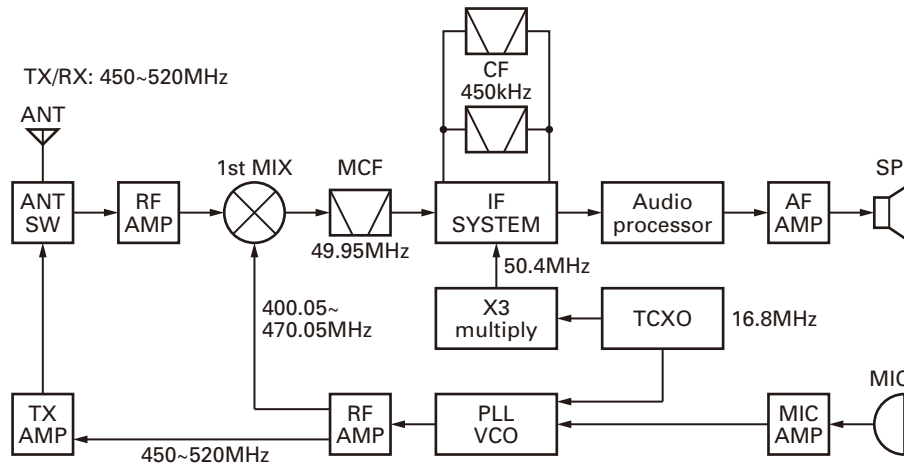 TX/RX: 450~520MHz
ANT
ANT
SW
RF
AMP
1st MIX
MCF
49.95MHz
CF
450kHz
IF
SYSTEM
Audio
processor
AF
AMP
SP
50.4MHz
X3
multiply
TCXO
16.8MHz
400.05~
470.05MHz
TX
AMP
450~520MHz
RF
AMP
PLL
VCO
MIC
AMP
MIC